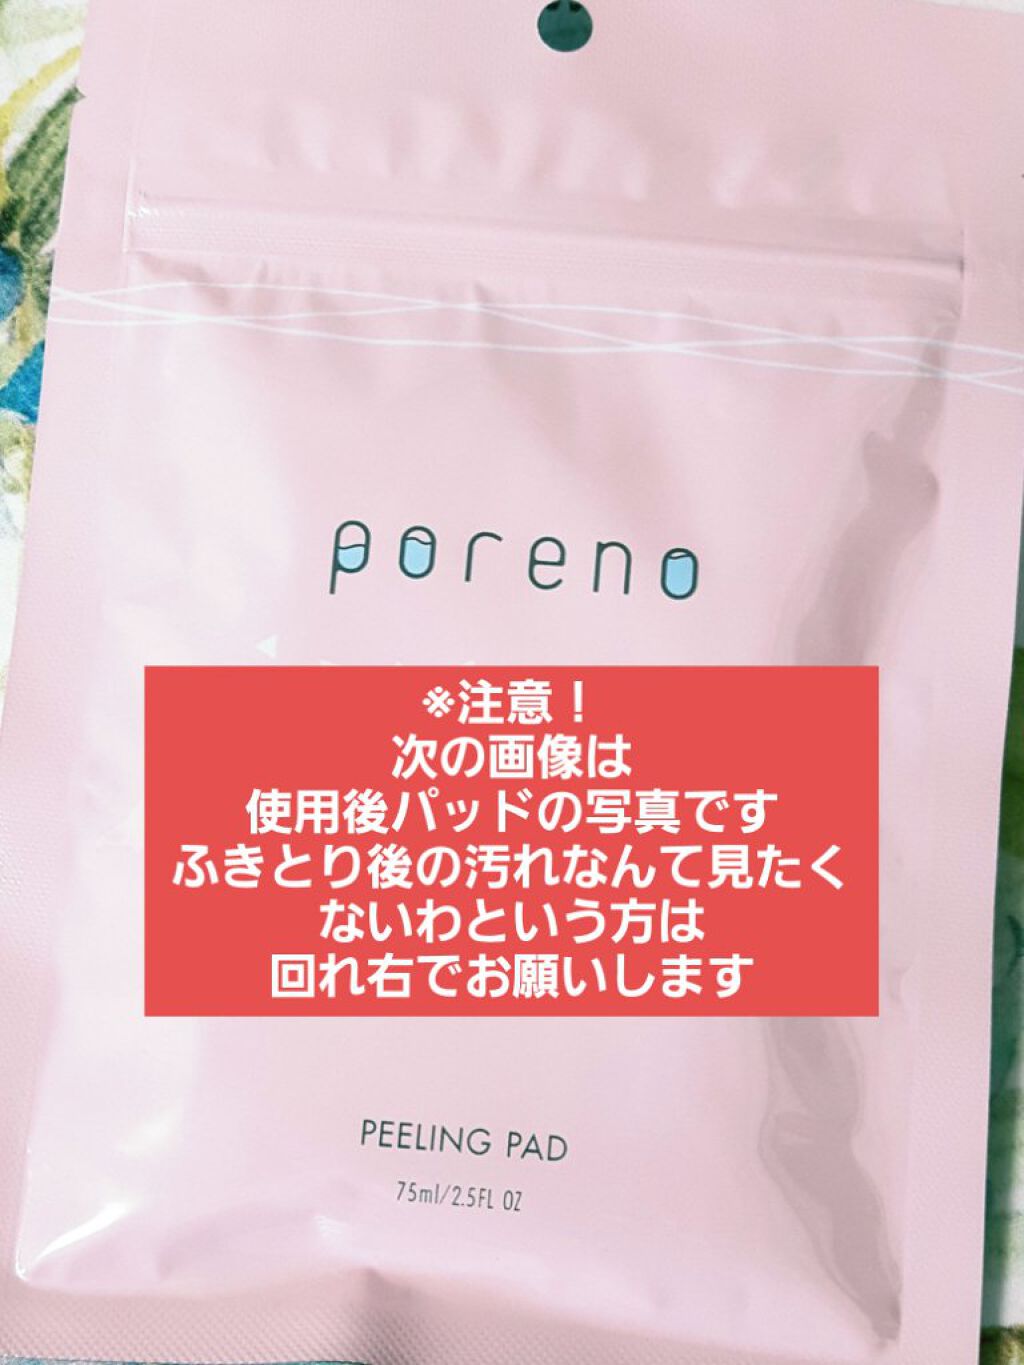 poreno
※注意！
次の画像は
使用後パッドの写真です
ふきとり後の汚れなんて見たく
ないわという方は
回れ右でお願いします
PEELING PAD
75ml/2.5FL OZ